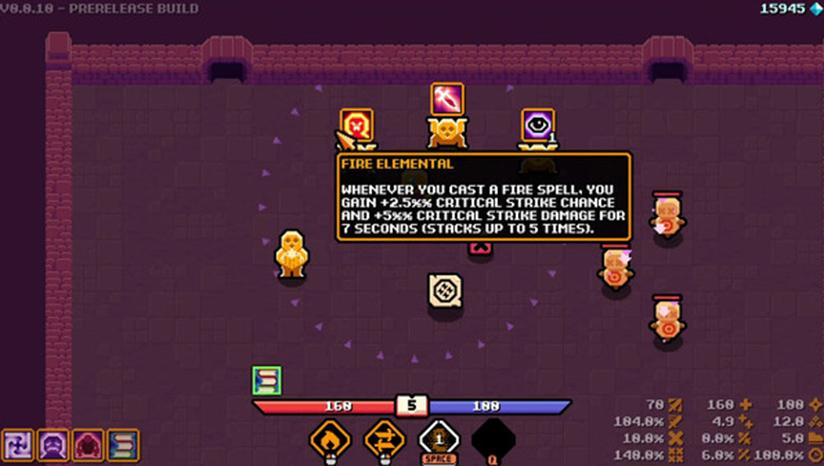 V0.0.10 - PRERELEASE BUILD
15945
1
FIRE ELEMENTAL
WHENEVER YOU CAST A FIRE SPELL, YOU
GAIN +2.5%% CRITICAL STRIKE CHANCE
AND +5%% CRITICAL STRIKE DAMAGE FOR
7 SECONDS (STACKS UP TO 5 TIMES).
160 5 100
70 160 100
104.0% 4.9 12.0
10.0% 0.0% 5.0
140.0% 6.0% 100.0%
1
SPACE Q